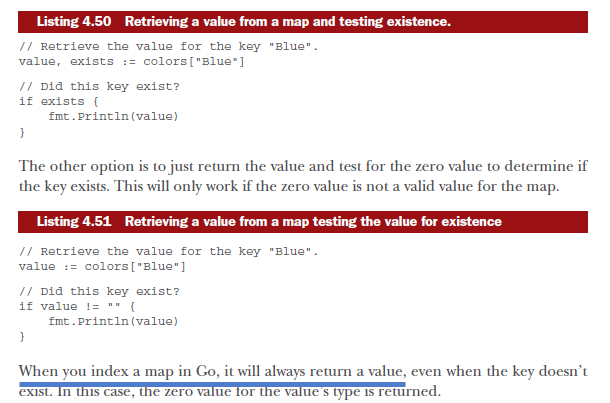 Listing 4.50 Retrieving a value from a map and testing existence.
// Retrieve the value for the key "Blue".
value, exists := colors["Blue"]
// Did this key exist?
if exists {
    fmt.Println(value)
}
The other option is to just return the value and test for the zero value to determine if
the key exists. This will only work if the zero value is not a valid value for the map.
Listing 4.51 Retrieving a value from a map testing the value for existence
// Retrieve the value for the key "Blue".
value := colors["Blue"]
// Did this key exist?
if value != "" {
    fmt.Println(value)
}
When you index a map in Go, it will always return a value, even when the key doesn't
exist. In this case, the zero value for the value's type is returned.